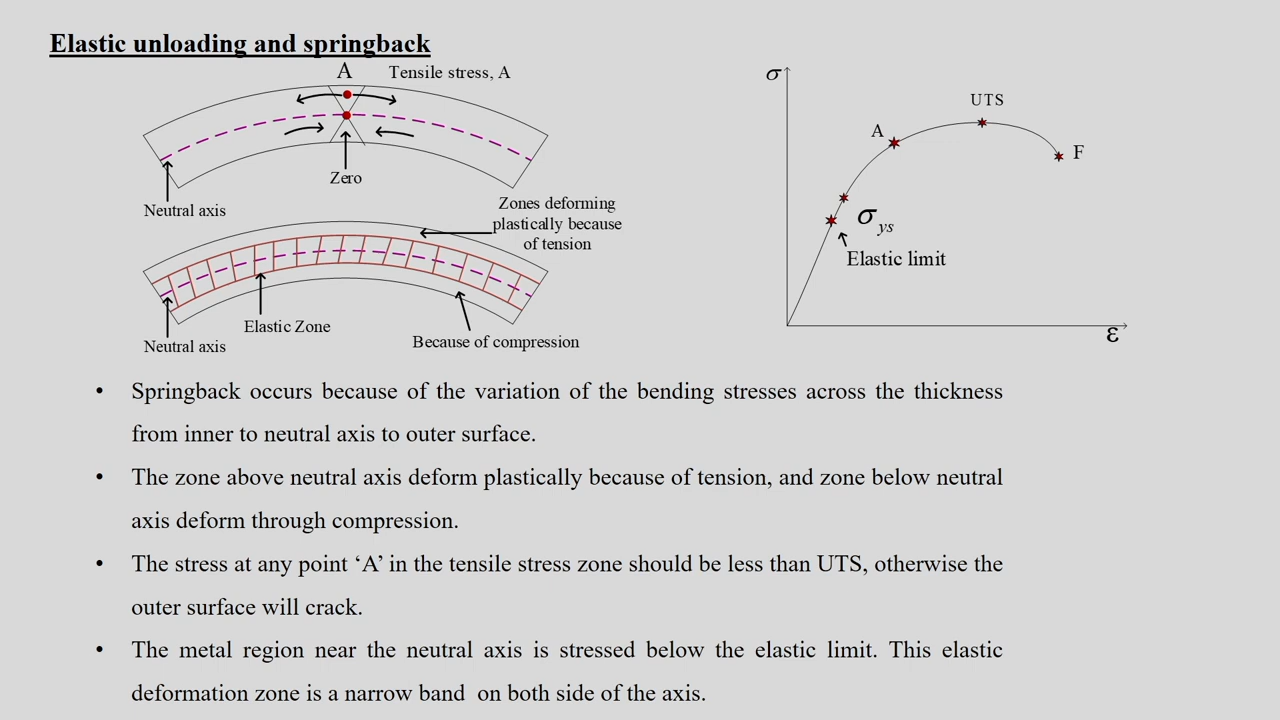 Elastic unloading and springback
A
Tensile stress, A
Zero
Neutral axis
Zones deforming
plastically because
of tension
Elastic Zone
Neutral axis
Because of compression
σ
UTS
A
F
σ ys
Elastic limit
ε
• Springback occurs because of the variation of the bending stresses across the thickness
from inner to neutral axis to outer surface.
• The zone above neutral axis deform plastically because of tension, and zone below neutral
axis deform through compression.
• The stress at any point ‘A’ in the tensile stress zone should be less than UTS, otherwise the
outer surface will crack.
• The metal region near the neutral axis is stressed below the elastic limit. This elastic
deformation zone is a narrow band on both side of the axis.